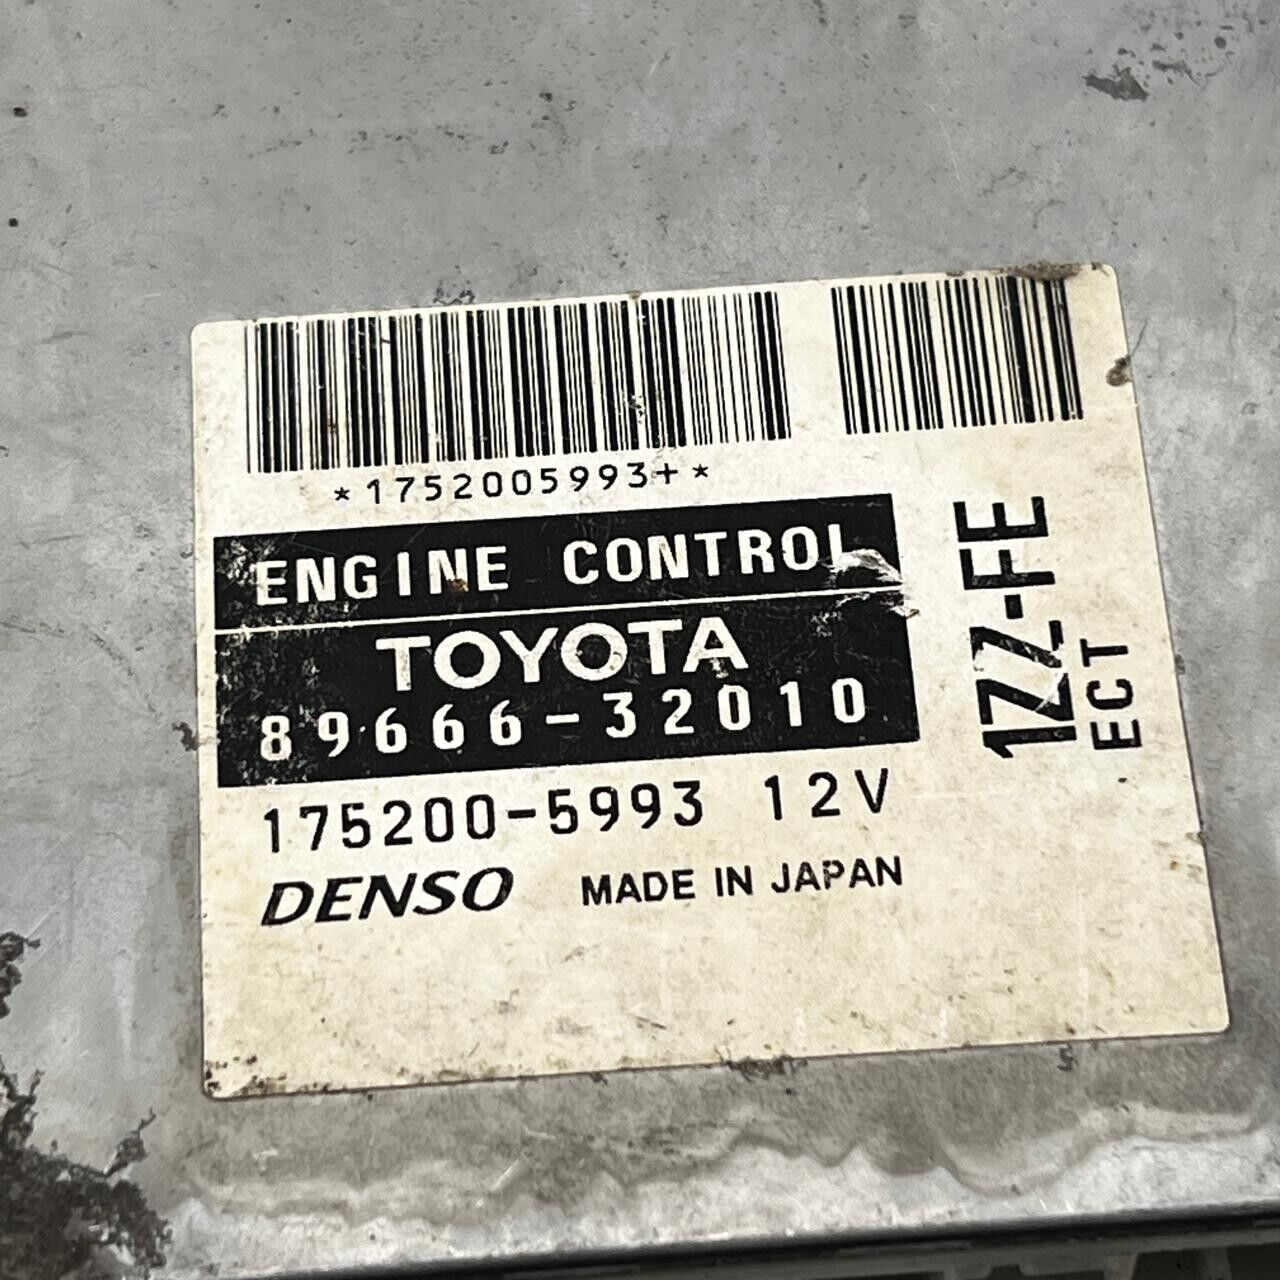 *1752005993+*
ENGINE CONTROL
TOYOTA
89666-32010
175200-5993 12V
DENSO MADE IN JAPAN
1ZZ-FE
ECT